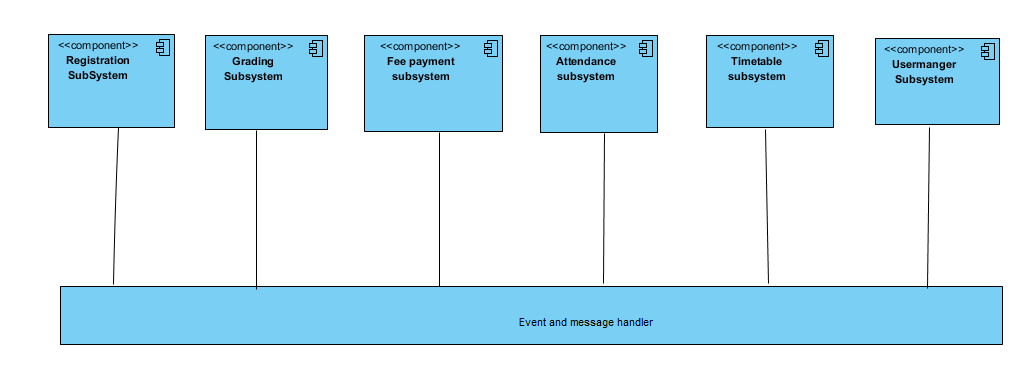 <<component>>
Registration
SubSystem
<<component>>
Grading
Subsystem
<<component>>
Fee payment
subsystem
<<component>>
Attendance
subsystem
<<component>>
Timetable
subsystem
<<component>>
Usermanger
Subsystem
Event and message handler